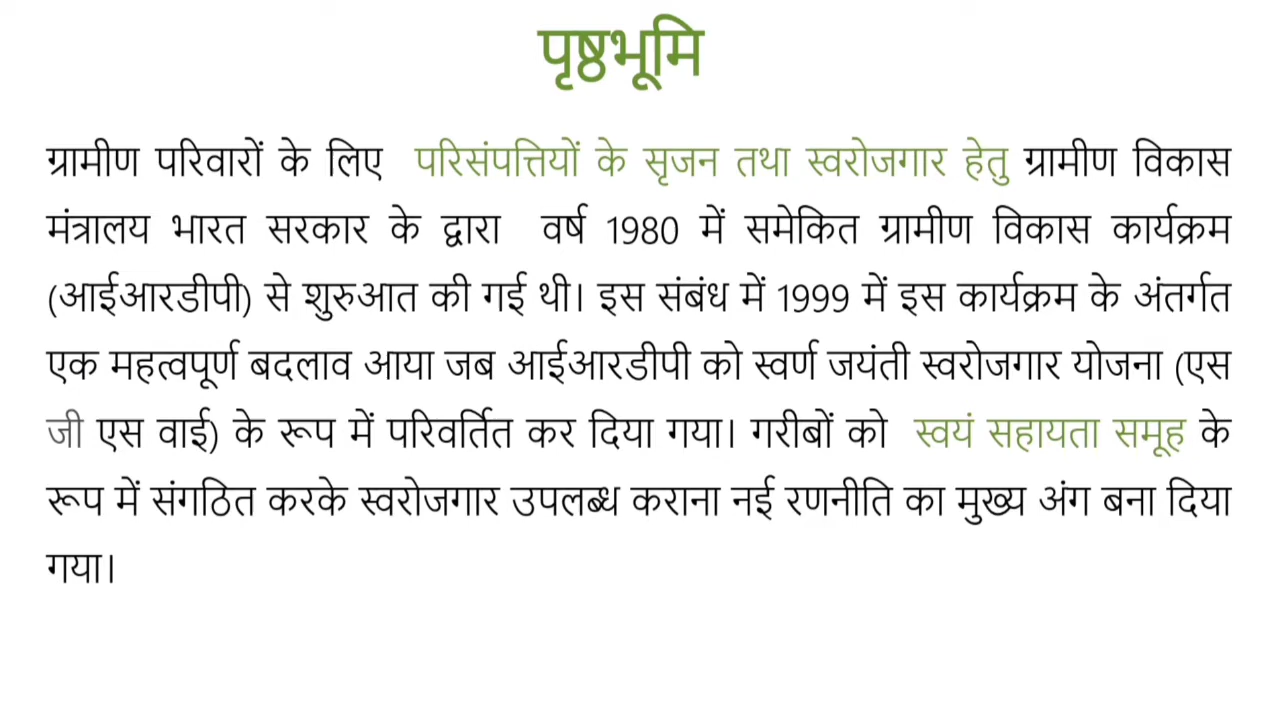 पृष्ठभूमि
ग्रामीण परिवारों के लिए परिसंपत्तियों के सृजन तथा स्वरोजगार हेतु ग्रामीण विकास
मंत्रालय भारत सरकार के द्वारा वर्ष 1980 में समेकित ग्रामीण विकास कार्यक्रम
(आईआरडीपी) से शुरुआत की गई थी। इस संबंध में 1999 में इस कार्यक्रम के अंतर्गत
एक महत्वपूर्ण बदलाव आया जब आईआरडीपी को स्वर्ण जयंती स्वरोजगार योजना (एस
जी एस वाई) के रूप में परिवर्तित कर दिया गया। गरीबों को स्वयं सहायता समूह के
रूप में संगठित करके स्वरोजगार उपलब्ध कराना नई रणनीति का मुख्य अंग बना दिया
गया।